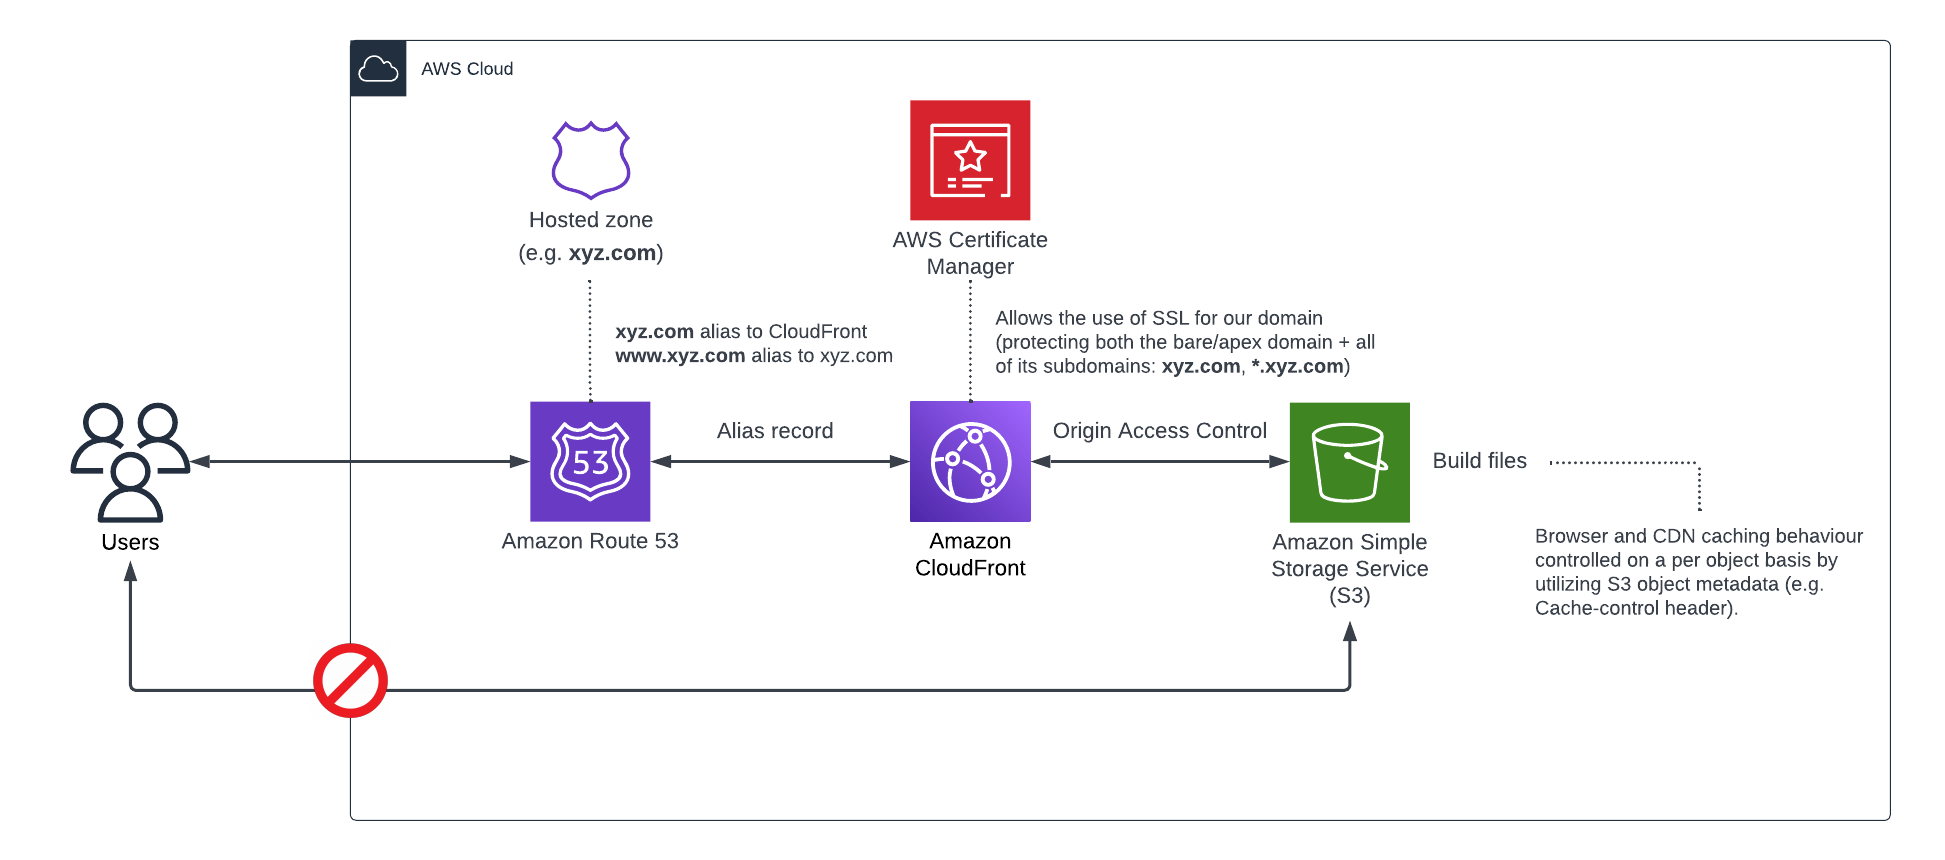 AWS Cloud
Hosted zone
(e.g. xyz.com)
AWS Certificate
Manager
xyz.com alias to CloudFront
www.xyz.com alias to xyz.com
Allows the use of SSL for our domain
(protecting both the bare/apex domain + all
of its subdomains: xyz.com, *.xyz.com)
Users
53
Amazon Route 53
Alias record
Amazon
CloudFront
Origin Access Control
Amazon Simple
Storage Service
(S3)
Build files
Browser and CDN caching behaviour
controlled on a per object basis by
utilizing S3 object metadata (e.g.
Cache-control header).